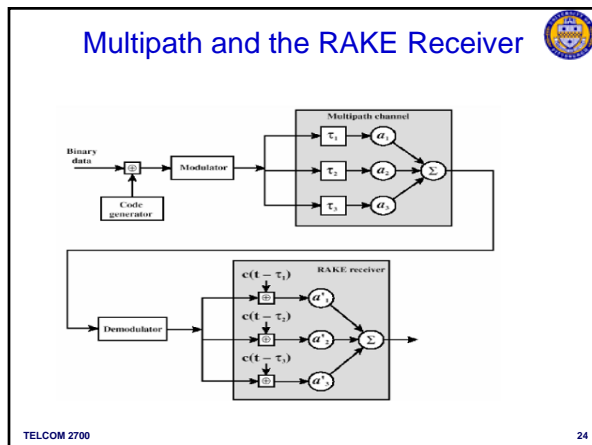 Multipath and the RAKE Receiver
Multipath channel
Binary
data
⊕
Modulator
Code
generator
τ₁
a₁
τ₂
a₂
τ₃
a₃
Σ
RAKE receiver
Demodulator
c(t – τ₁)
⊕
a'₁
c(t – τ₂)
⊕
a'₂
c(t – τ₃)
⊕
a'₃
Σ
TELCOM 2700
24